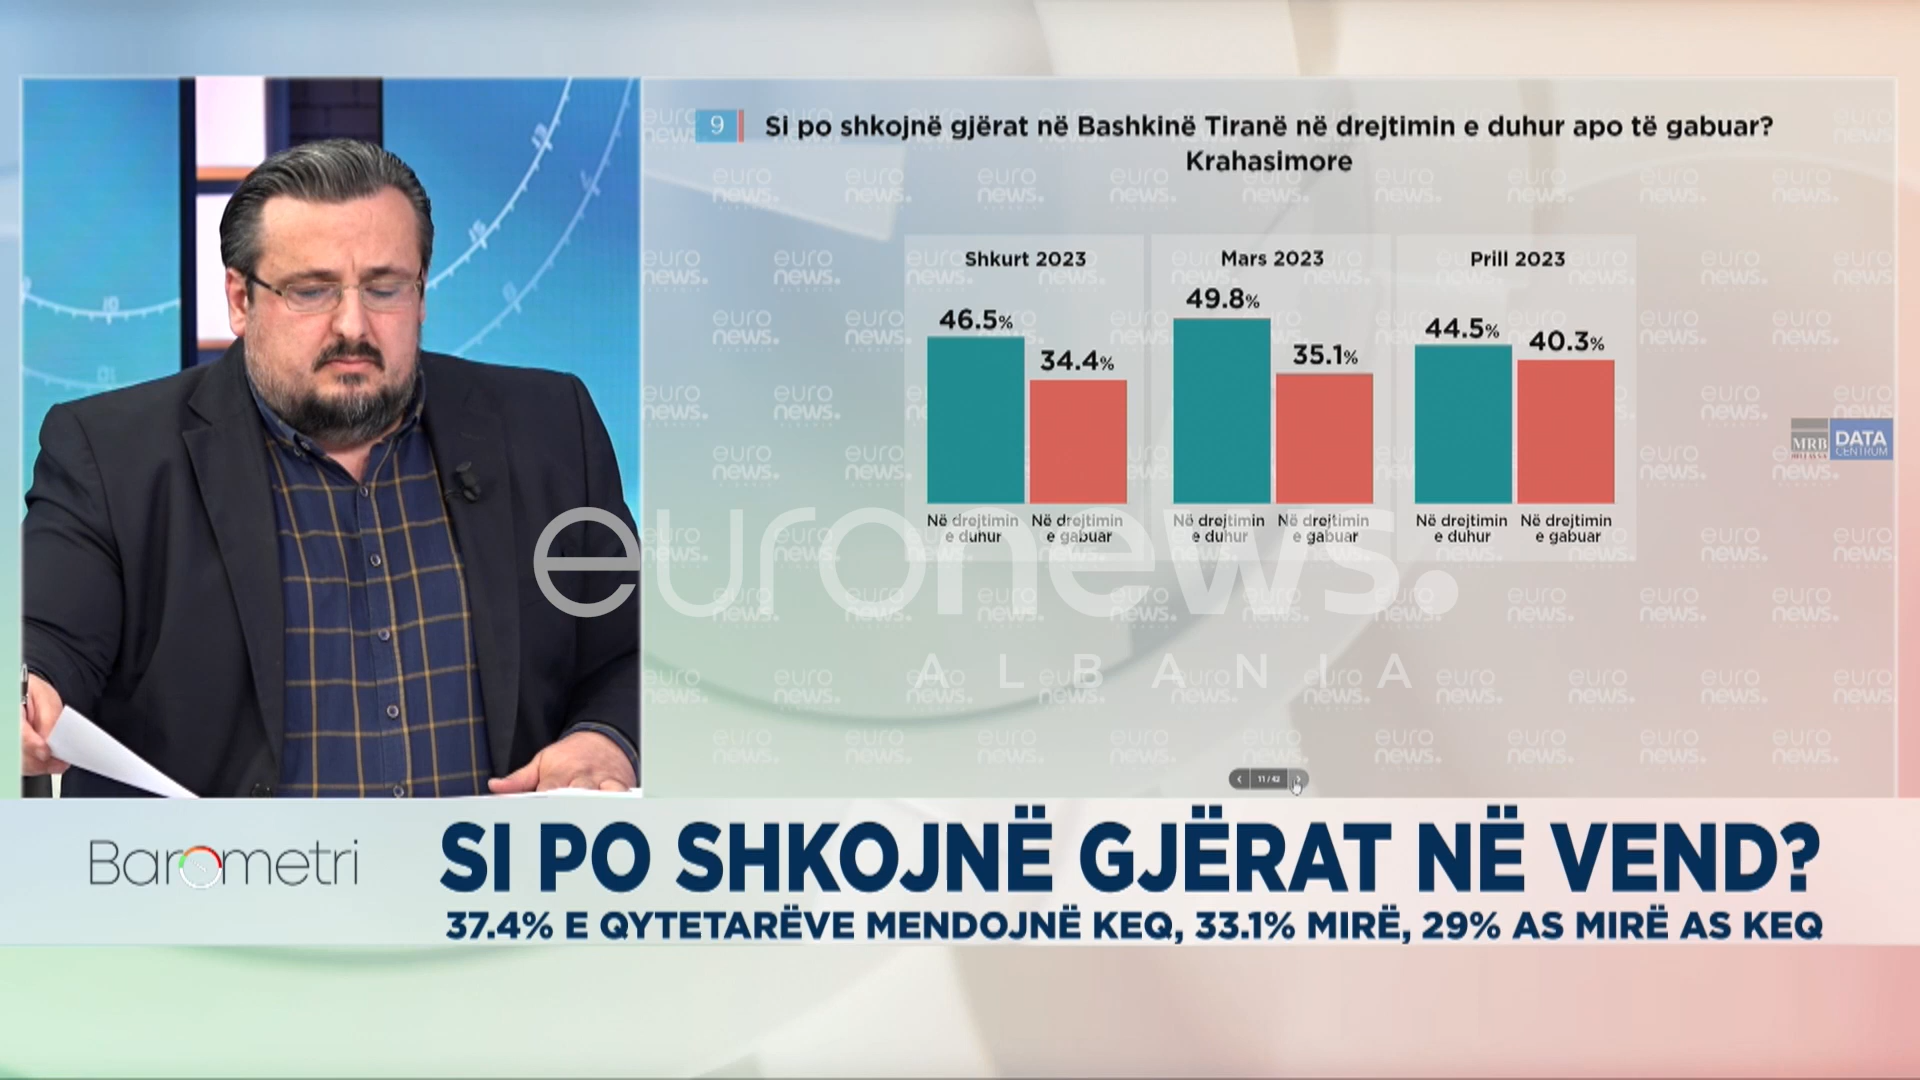 9
Si po shkojnë gjërat në Bashkinë Tiranë në drejtimin e duhur apo të gabuar?
Krahasimore
Shkurt 2023
46.5%
34.4%
Në drejtimin
e duhur
Në drejtimin
e gabuar
Mars 2023
49.8%
35.1%
Në drejtimin
e duhur
Në drejtimin
e gabuar
Prill 2023
44.5%
40.3%
Në drejtimin
e duhur
Në drejtimin
e gabuar
MRB
DATA
CENTRUM
euronews.
ALBANIA
11 / 62
Barometri
SI PO SHKOJNË GJËRAT NË VEND?
37.4% E QYTETARËVE MENDOJNË KEQ, 33.1% MIRË, 29% AS MIRË AS KEQ